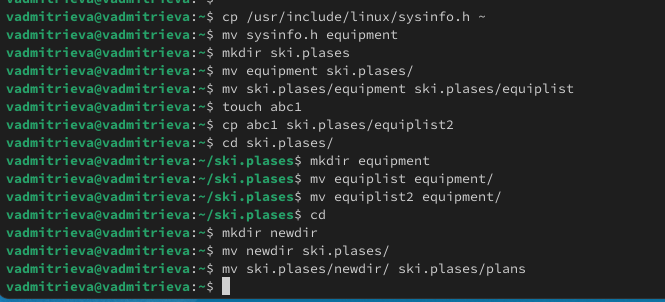 vadmitrieva@vadmitrieva:~$ cp /usr/include/linux/sysinfo.h ~
vadmitrieva@vadmitrieva:~$ mv sysinfo.h equipment
vadmitrieva@vadmitrieva:~$ mkdir ski.plases
vadmitrieva@vadmitrieva:~$ mv equipment ski.plases/
vadmitrieva@vadmitrieva:~$ mv ski.plases/equipment ski.plases/equiplist
vadmitrieva@vadmitrieva:~$ touch abc1
vadmitrieva@vadmitrieva:~$ cp abc1 ski.plases/equiplist2
vadmitrieva@vadmitrieva:~$ cd ski.plases/
vadmitrieva@vadmitrieva:~/ski.plases$ mkdir equipment
vadmitrieva@vadmitrieva:~/ski.plases$ mv equiplist equipment/
vadmitrieva@vadmitrieva:~/ski.plases$ mv equiplist2 equipment/
vadmitrieva@vadmitrieva:~/ski.plases$ cd
vadmitrieva@vadmitrieva:~$ mkdir newdir
vadmitrieva@vadmitrieva:~$ mv newdir ski.plases/
vadmitrieva@vadmitrieva:~$ mv ski.plases/newdir/ ski.plases/plans
vadmitrieva@vadmitrieva:~$